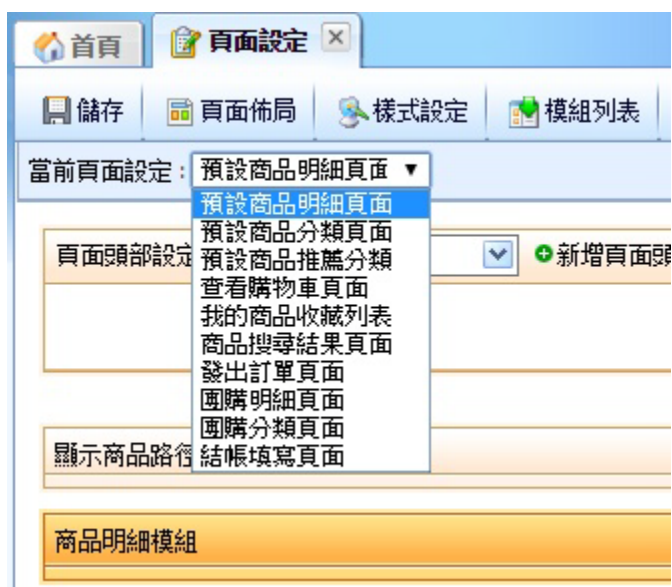 首頁 頁面設定
儲存 頁面佈局 樣式設定 模組列表
當前頁面設定： 預設商品明細頁面
預設商品明細頁面
預設商品分類頁面
頁面頭部設定 新增頁面頭
預設商品推薦分類
查看購物車頁面
我的商品收藏列表
商品搜尋結果頁面
發出訂單頁面
團購明細頁面
團購分類頁面
顯示商品路徑
結帳填寫頁面
商品明細模組